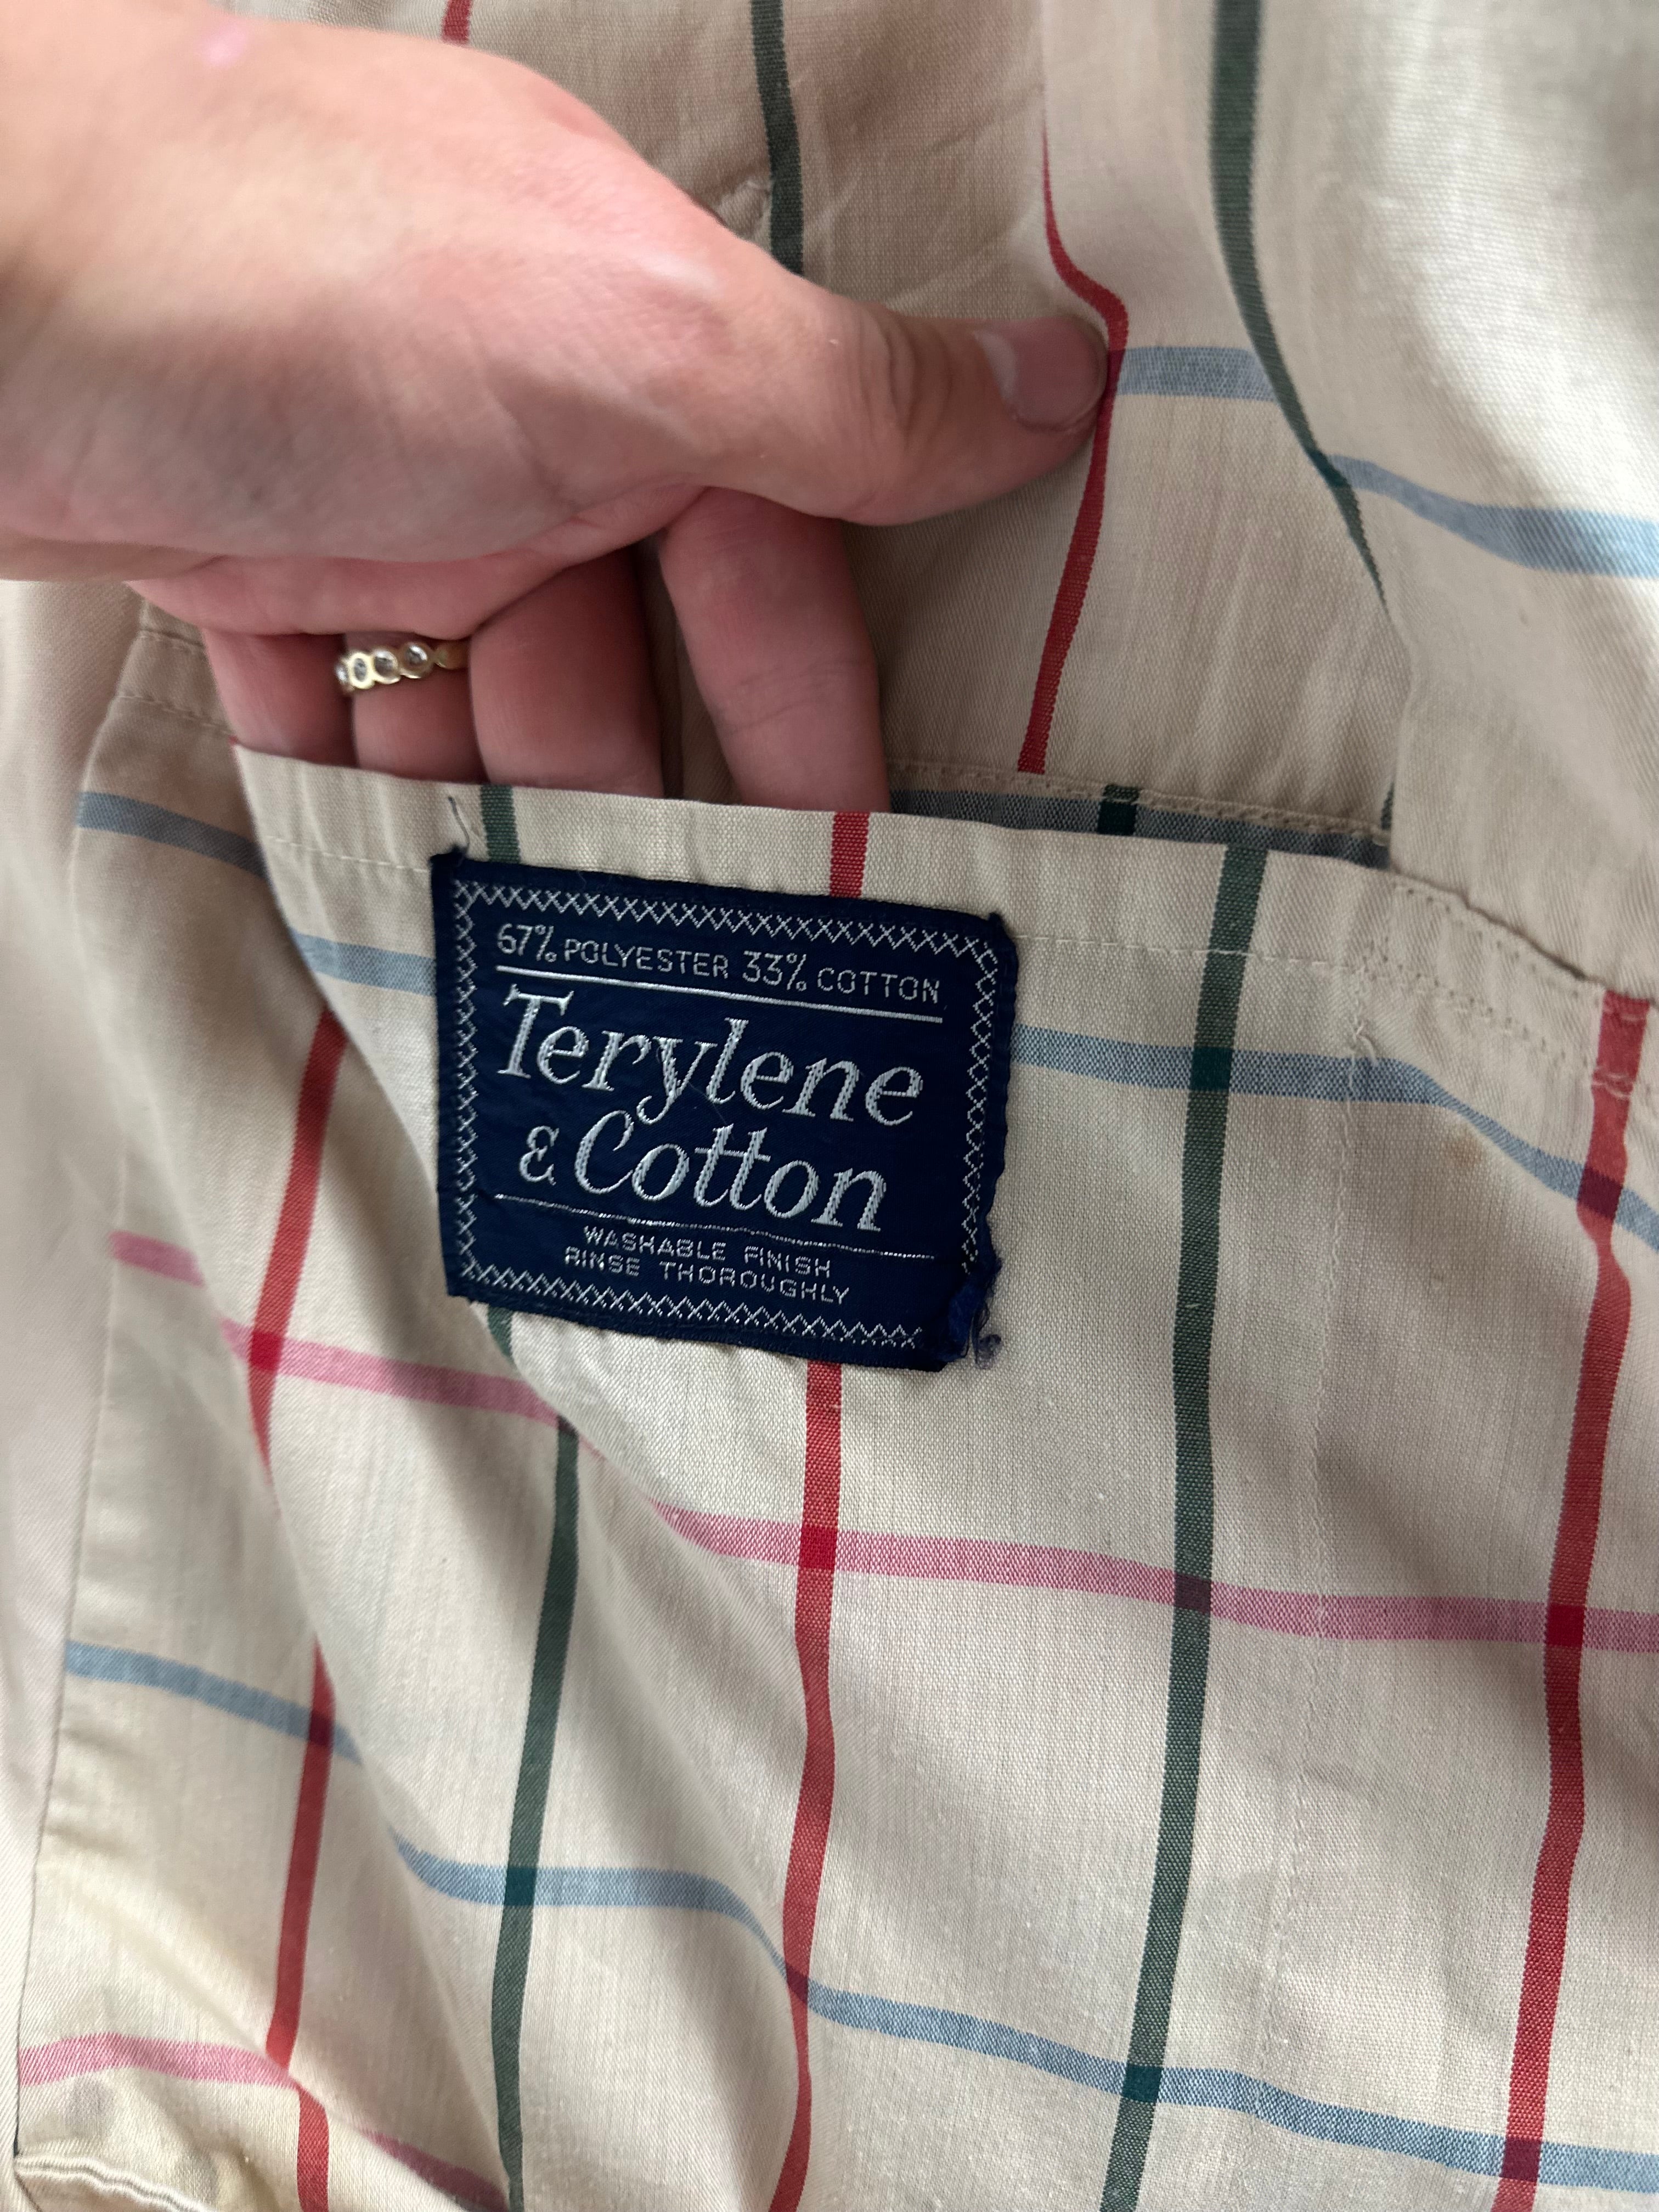 67% POLYESTER 33% COTTON
Terylene
& Cotton
WASHABLE FINISH
RINSE THOROUGHLY